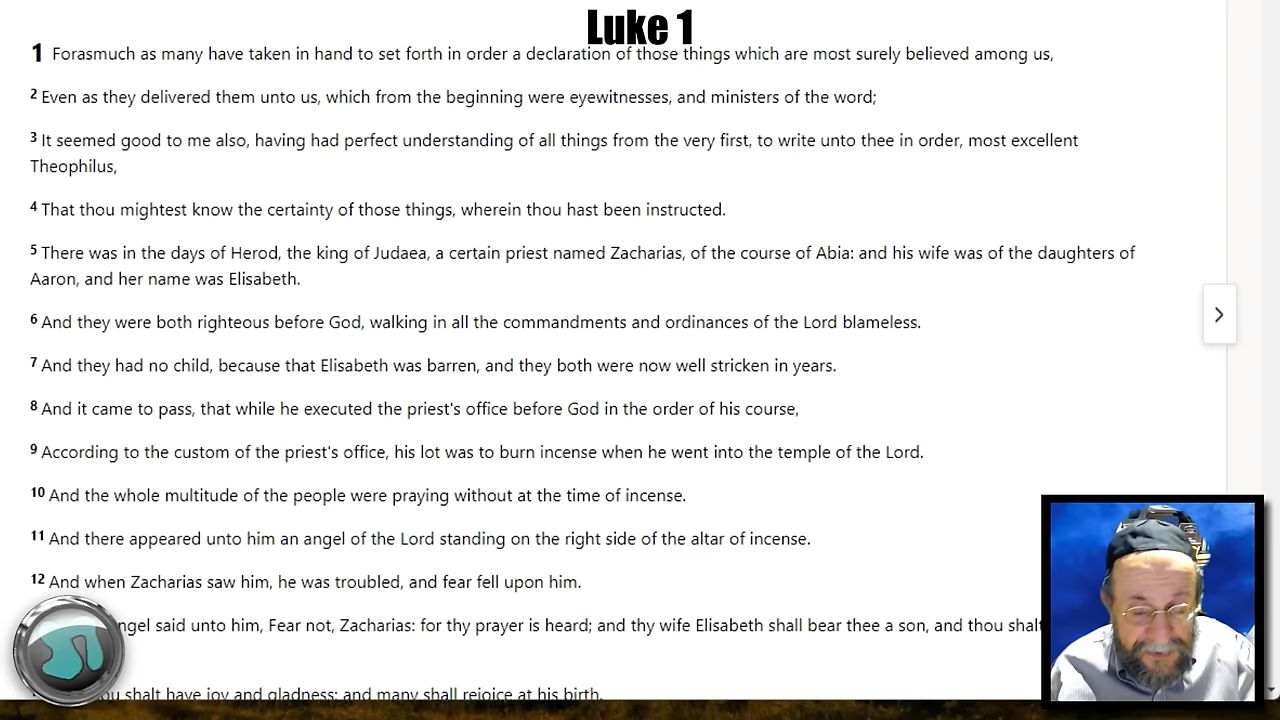 Luke 1
1 Forasmuch as many have taken in hand to set forth in order a declaration of those things which are most surely believed among us,
2 Even as they delivered them unto us, which from the beginning were eyewitnesses, and ministers of the word;
3 It seemed good to me also, having had perfect understanding of all things from the very first, to write unto thee in order, most excellent
Theophilus,
4 That thou mightest know the certainty of those things, wherein thou hast been instructed.
5 There was in the days of Herod, the king of Judaea, a certain priest named Zacharias, of the course of Abia: and his wife was of the daughters of
Aaron, and her name was Elisabeth.
6 And they were both righteous before God, walking in all the commandments and ordinances of the Lord blameless.
7 And they had no child, because that Elisabeth was barren, and they both were now well stricken in years.
8 And it came to pass, that while he executed the priest's office before God in the order of his course,
9 According to the custom of the priest's office, his lot was to burn incense when he went into the temple of the Lord.
10 And the whole multitude of the people were praying without at the time of incense.
11 And there appeared unto him an angel of the Lord standing on the right side of the altar of incense.
12 And when Zacharias saw him, he was troubled, and fear fell upon him.
said unto him, Fear not, Zacharias: for thy prayer is heard; and thy wife Elisabeth shall bear thee a son, and thou
shalt have joy and gladness; and many shall rejoice at his birth.